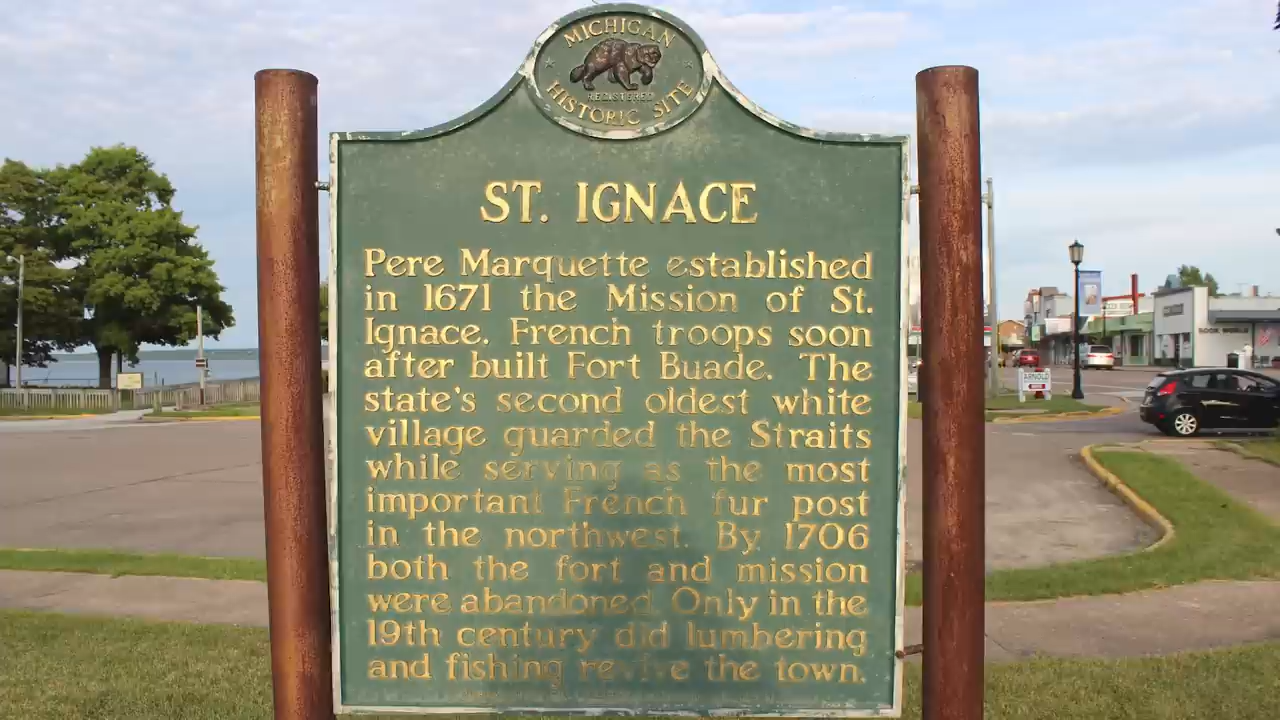 MICHIGAN
REGISTERED
HISTORIC SITE
ST. IGNACE
Pere Marquette established
in 1671 the Mission of St.
Ignace. French troops soon
after built Fort Buade. The
state's second oldest white
village guarded the Straits
while serving as the most
important French fur post
in the northwest. By 1706
both the fort and mission
were abandoned. Only in the
19th century did lumbering
and fishing revive the town.
ARNOLD
BOOK WORLD